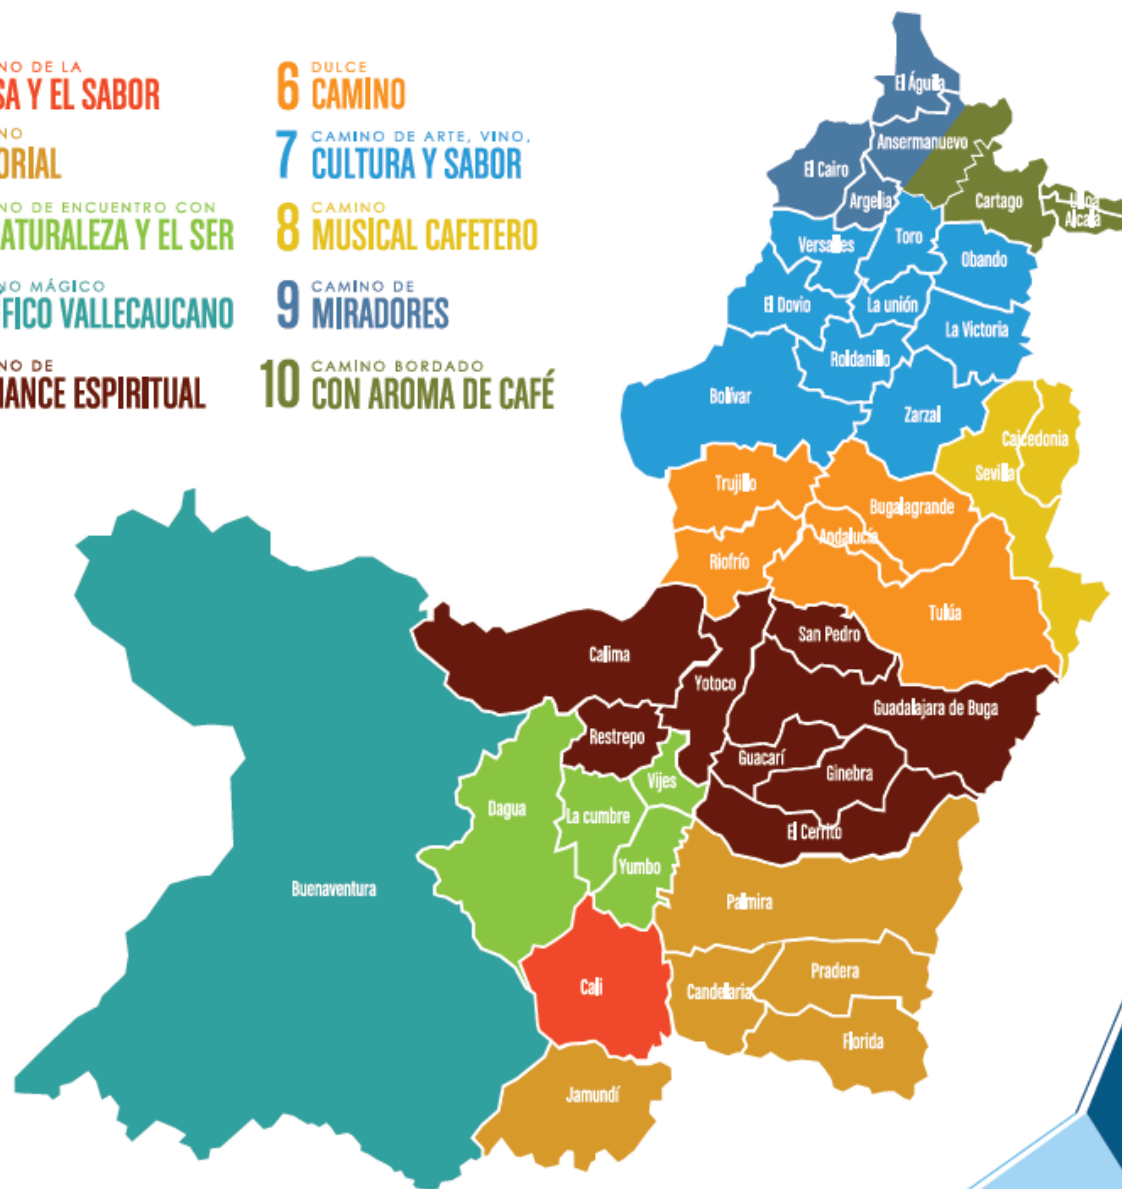 NO DE LA
SA Y EL SABOR
NO
ORIAL
NO DE ENCUENTRO CON
ATURALEZA Y EL SER
NO MÁGICO
FICO VALLECAUCANO
NO DE
IANCE ESPIRITUAL
6 DULCE
CAMINO
7 CAMINO DE ARTE, VINO,
CULTURA Y SABOR
8 CAMINO
MUSICAL CAFETERO
9 CAMINO DE
MIRADORES
10 CAMINO BORDADO
CON AROMA DE CAFÉ
El Águila
Ansermanuevo
El Cairo
Argelia
Cartago
Ulloa
Alcalá
Versalles
Toro
Obando
El Dovio
La unión
La Victoria
Roldanillo
Bolívar
Zarzal
Caicedonia
Sevilla
Trujillo
Bugalagrande
Andalucía
Riofrío
Tulúa
San Pedro
Calima
Yotoco
Guadalajara de Buga
Restrepo
Guacarí
Ginebra
Vijes
Dagua
La cumbre
El Cerrito
Yumbo
Buenaventura
Palmira
Cali
Candelaria
Pradera
Florida
Jamundí